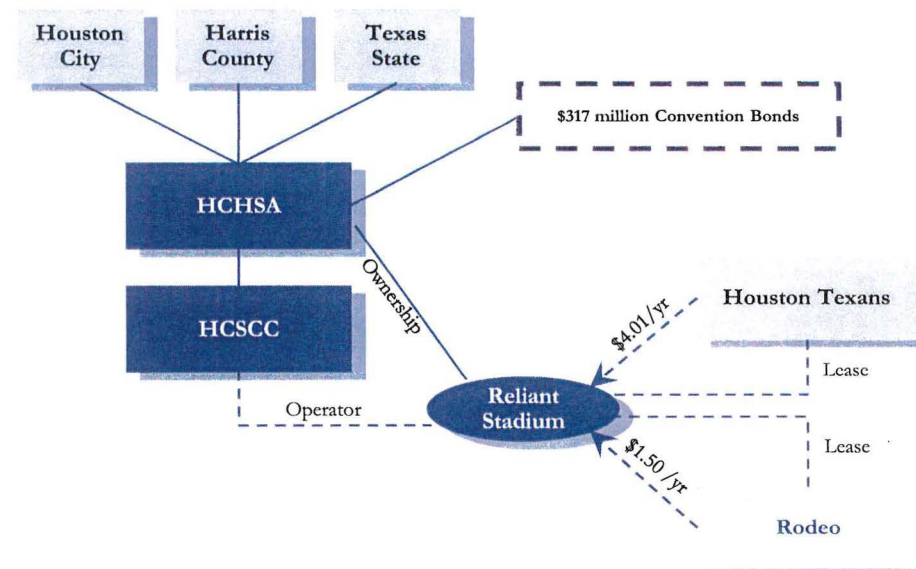 Houston
City
Harris
County
Texas
State
$317 million Convention Bonds
HCHSA
Ownership
HCSCC
Houston Texans
$4.01/yr
Lease
Reliant
Stadium
Operator
Lease
$1.50 /yr
Rodeo